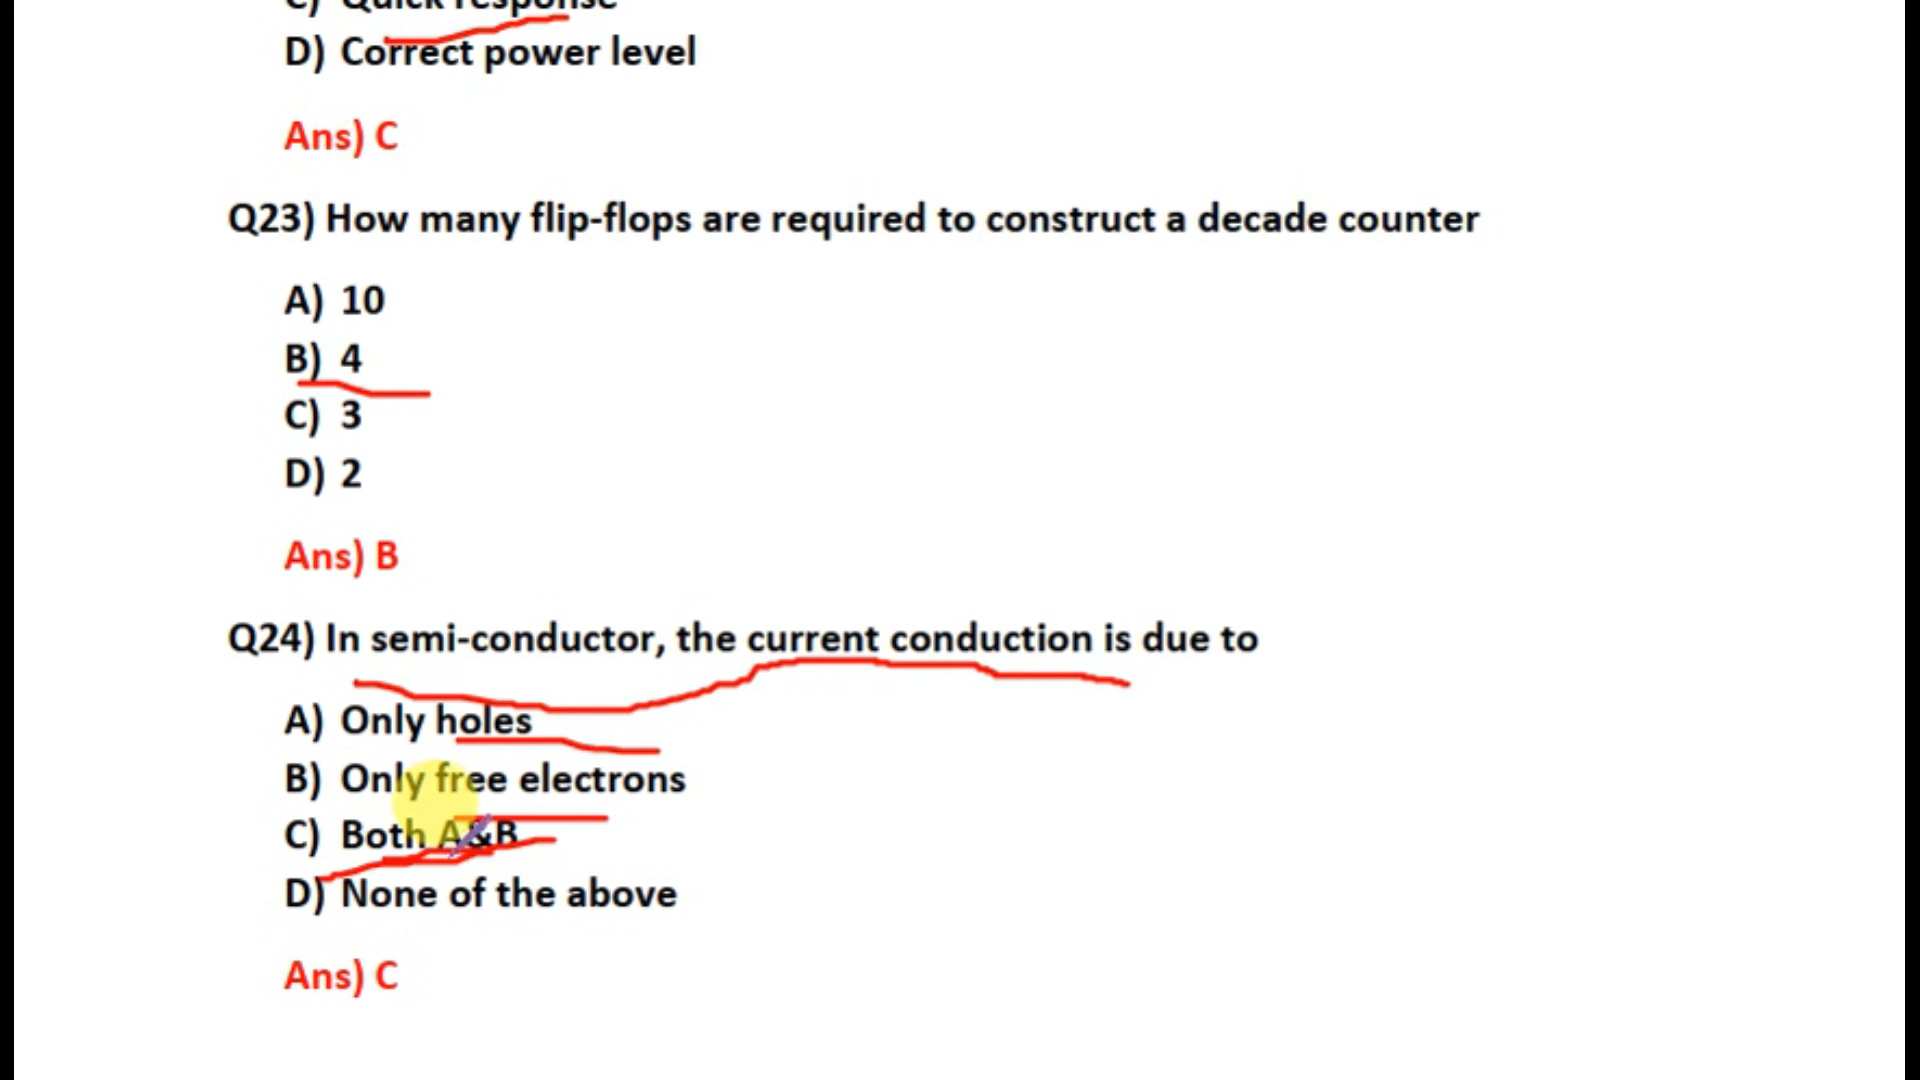 C) Quick response
D) Correct power level
Ans) C
Q23) How many flip-flops are required to construct a decade counter
A) 10
B) 4
C) 3
D) 2
Ans) B
Q24) In semi-conductor, the current conduction is due to
A) Only holes
B) Only free electrons
C) Both A&B
D) None of the above
Ans) C